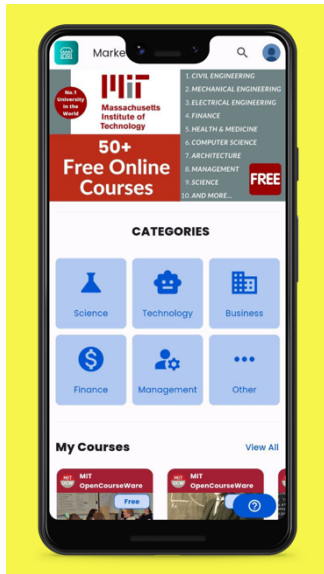 Marke
No.1
University
in the
World
Massachusetts
Institute of
Technology
50+
Free Online
Courses
1. CIVIL ENGINEERING
2. MECHANICAL ENGINEERING
3. ELECTRICAL ENGINEERING
4. FINANCE
5. HEALTH & MEDICINE
6. COMPUTER SCIENCE
7. ARCHITECTURE
8. MANAGEMENT
9. SCIENCE
10. AND MORE...
FREE
CATEGORIES
Science
Technology
Business
Finance
Management
Other
My Courses
View All
MIT
OpenCourseWare
Free
MIT
OpenCourseWare